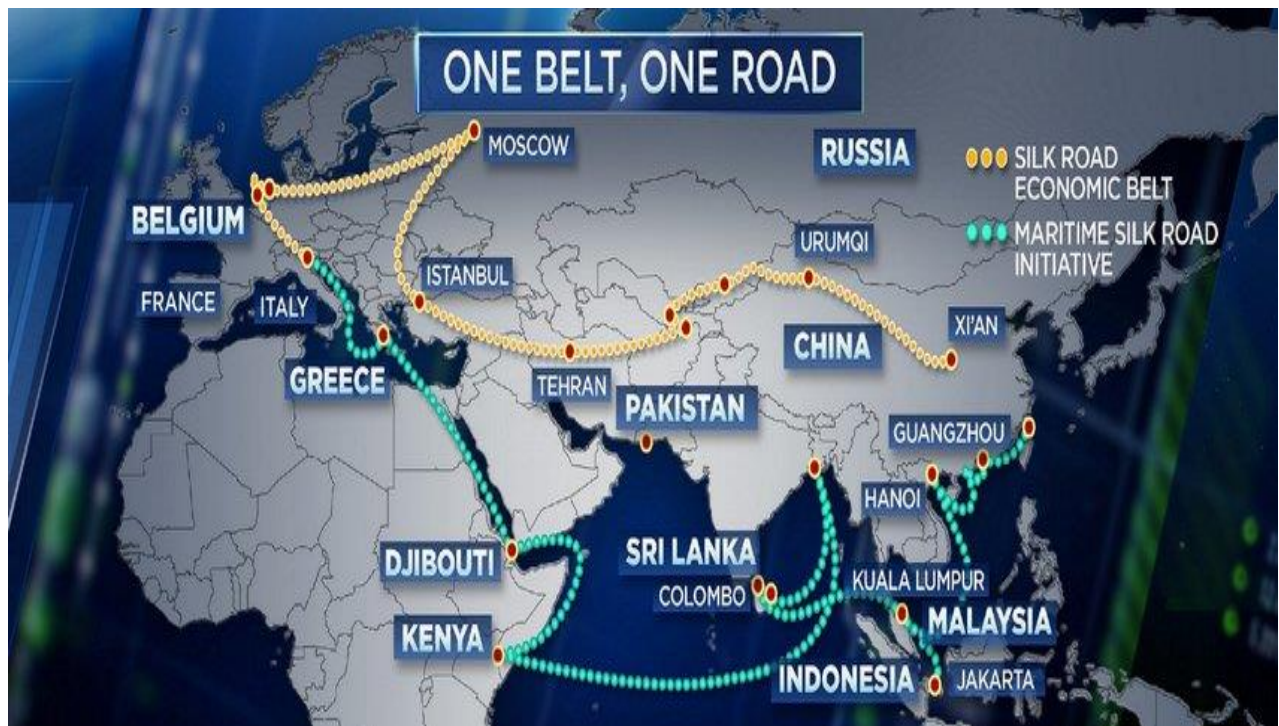 ONE BELT, ONE ROAD
MOSCOW
RUSSIA
SILK ROAD
ECONOMIC BELT
MARITIME SILK ROAD
INITIATIVE
BELGIUM
URUMQI
ISTANBUL
FRANCE
ITALY
XI'AN
CHINA
GREECE
TEHRAN
PAKISTAN
GUANGZHOU
HANOI
DJIBOUTI
SRI LANKA
COLOMBO
KUALA LUMPUR
KENYA
MALAYSIA
INDONESIA
JAKARTA